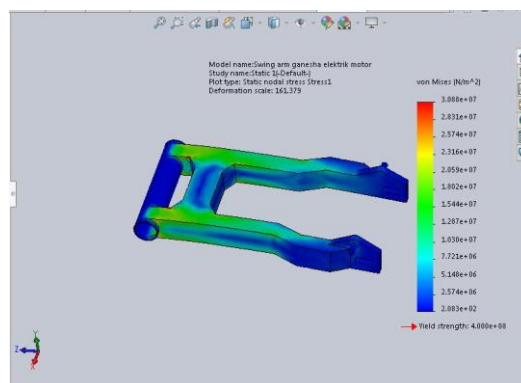 Model name:Swing arm ganesha elektrik motor
Study name:Static 1(-Default-)
Plot type: Static nodal stress Stress1
Deformation scale: 161.379
von Mises (N/m^2)
3.088e+07
2.831e+07
2.574e+07
2.316e+07
2.059e+07
1.802e+07
1.544e+07
1.287e+07
1.030e+07
7.721e+06
5.148e+06
2.574e+06
2.083e+02
Yield strength: 4.000e+08
Y
Z
X